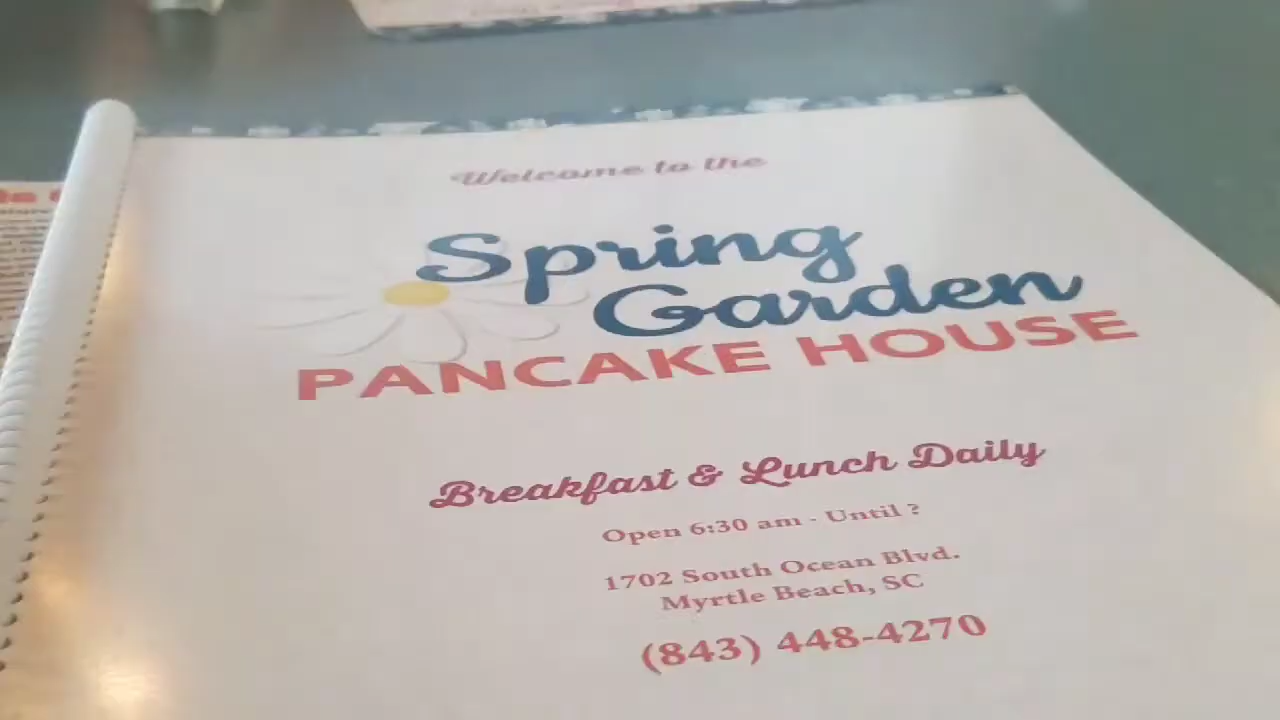 Welcome to the
Spring
Garden
PANCAKE HOUSE
Breakfast & Lunch Daily
Open 6:30 am - Until ?
1702 South Ocean Blvd.
Myrtle Beach, SC
(843) 448-4270